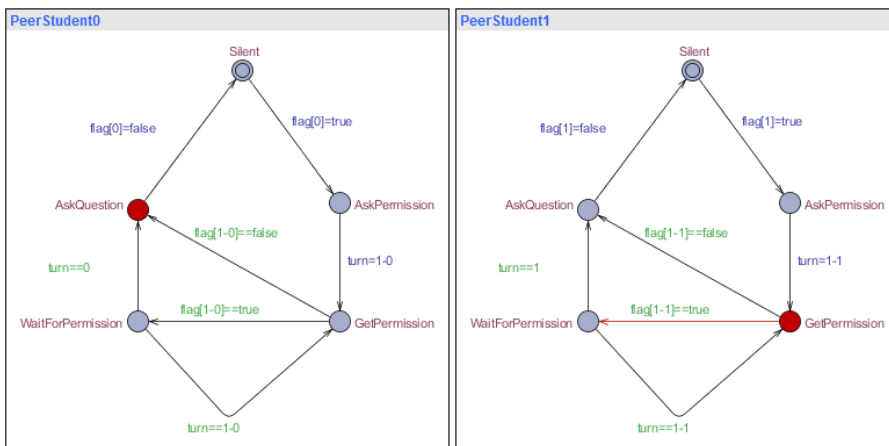 PeerStudent0
Silent
flag[0]=false
flag[0]=true
AskQuestion
AskPermission
flag[1-0]==false
turn==0
turn=1-0
flag[1-0]==true
WaitForPermission
GetPermission
turn==1-0
PeerStudent1
Silent
flag[1]=false
flag[1]=true
AskQuestion
AskPermission
flag[1-1]==false
turn==1
turn=1-1
flag[1-1]==true
WaitForPermission
GetPermission
turn==1-1